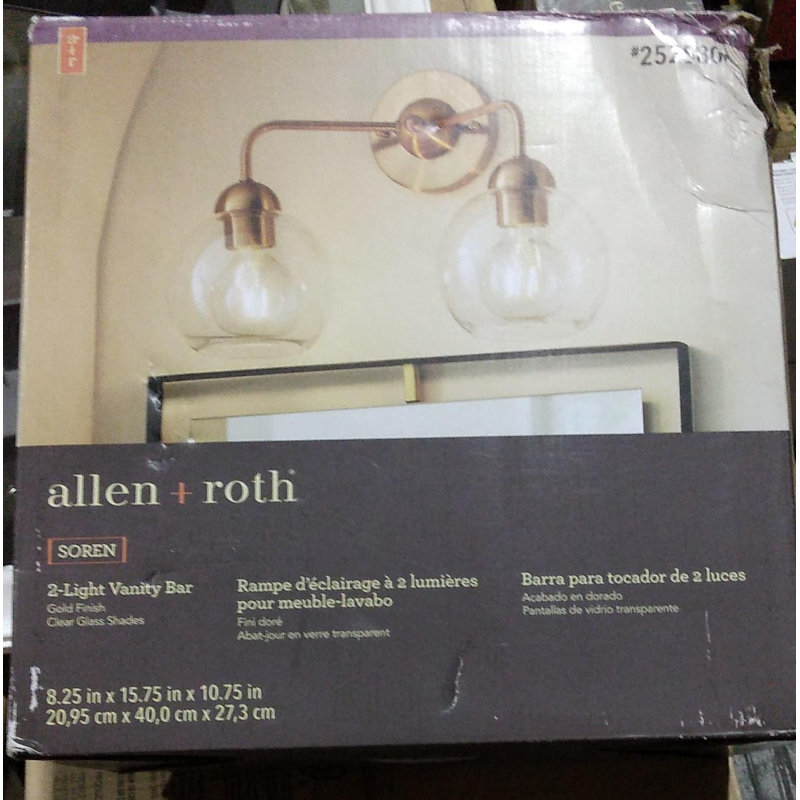 allen + roth
SOREN
2-Light Vanity Bar
Gold Finish
Clear Glass Shades
Rampe d'éclairage à 2 lumières
pour meuble-lavabo
Fini doré
Abat-jour en verre transparent
Barra para tocador de 2 luces
Acabado en dorado
Pantallas de vidrio transparente
8.25 in x 15.75 in x 10.75 in
20,95 cm x 40,0 cm x 27,3 cm